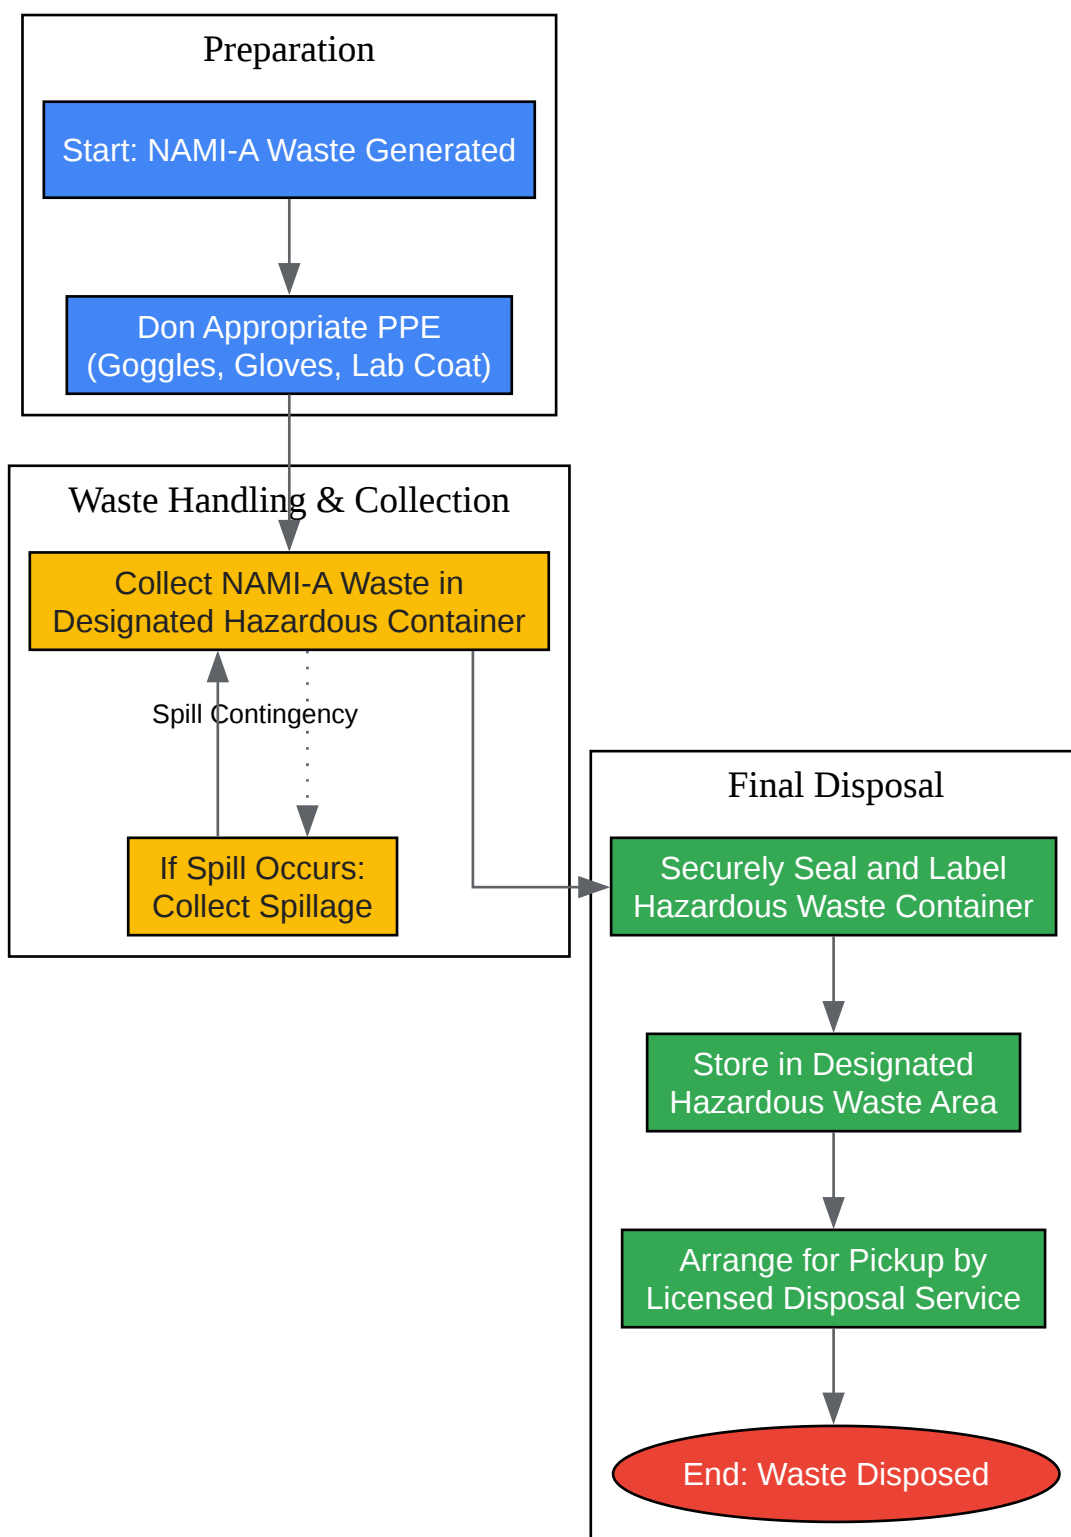 Preparation
Start: NAMI-A Waste Generated
Don Appropriate PPE
(Goggles, Gloves, Lab Coat)
Waste Handling & Collection
Collect NAMI-A Waste in
Designated Hazardous Container
Spill Contingency
If Spill Occurs:
Collect Spillage
Final Disposal
Securely Seal and Label
Hazardous Waste Container
Store in Designated
Hazardous Waste Area
Arrange for Pickup by
Licensed Disposal Service
End: Waste Disposed